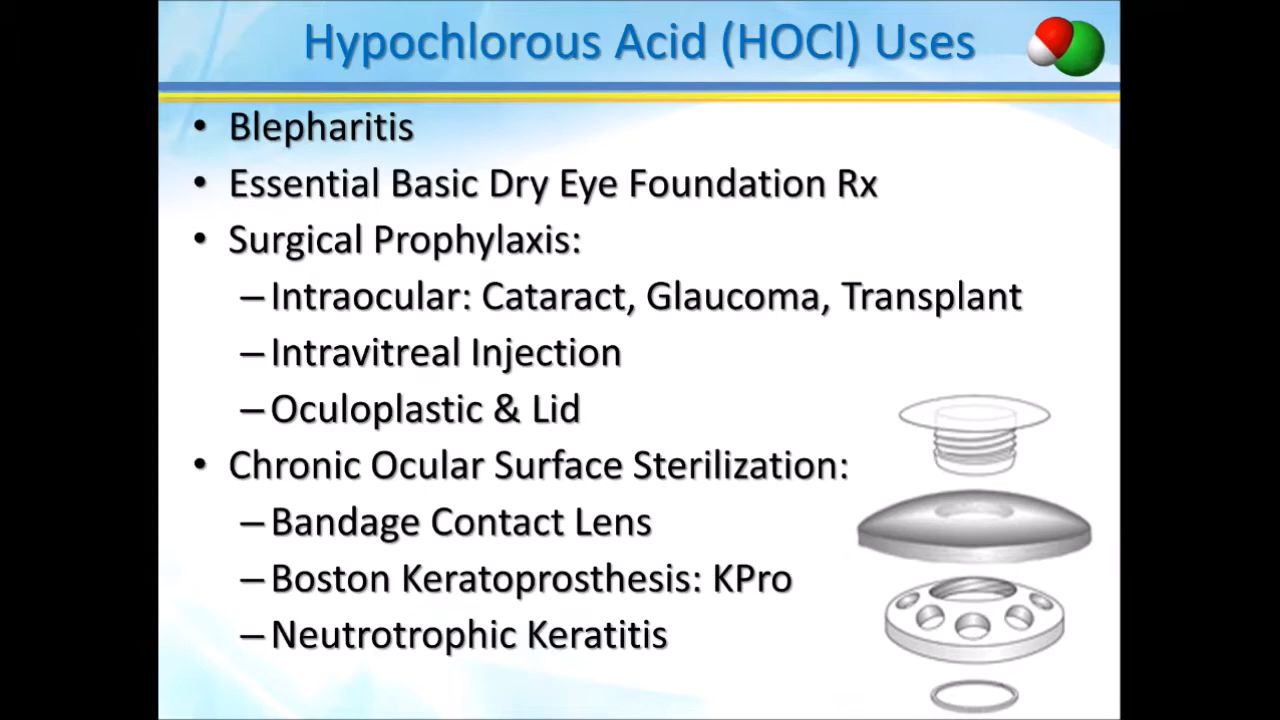 Hypochlorous Acid (HOCl) Uses
• Blepharitis
• Essential Basic Dry Eye Foundation Rx
• Surgical Prophylaxis:
–Intraocular: Cataract, Glaucoma, Transplant
–Intravitreal Injection
–Oculoplastic & Lid
• Chronic Ocular Surface Sterilization:
–Bandage Contact Lens
–Boston Keratoprosthesis: KPro
–Neutrotrophic Keratitis